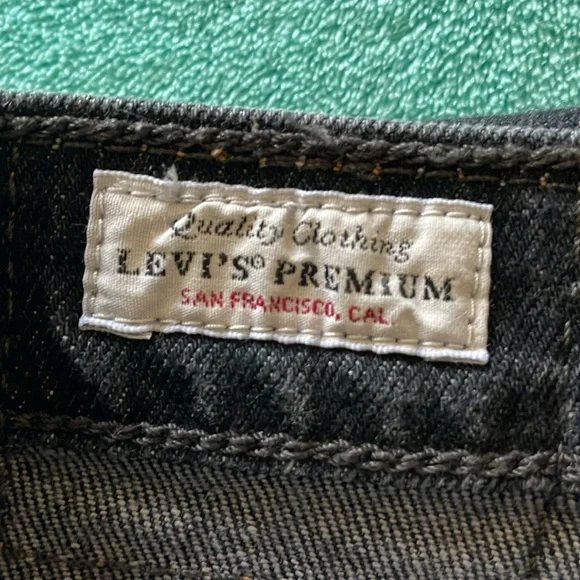 Quality Clothing
LEVI'S® PREMIUM
SAN FRANCISCO, CAL.